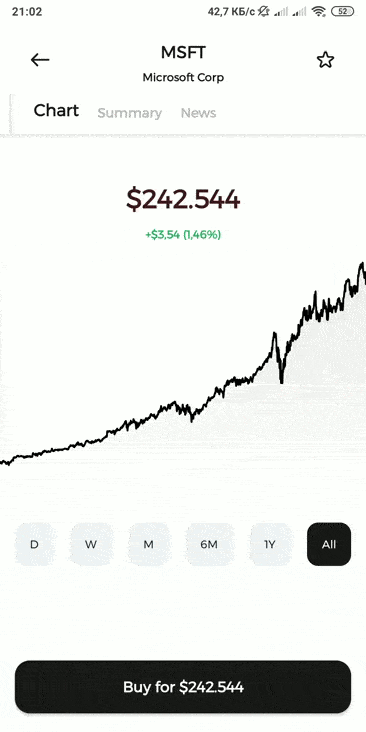 21:02 42,7 КБ/с 52
MSFT
Microsoft Corp
Chart Summary News
$242.544
+$3,54 (1,46%)
D W M 6M 1Y All
Buy for $242.544